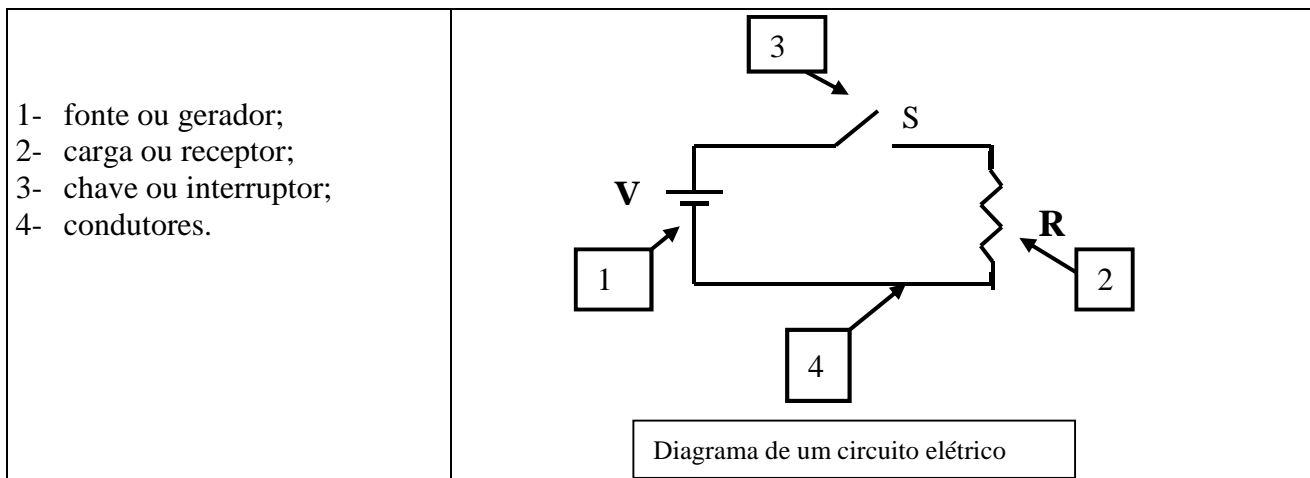 1- fonte ou gerador;
2- carga ou receptor;
3- chave ou interruptor;
4- condutores.
3
S
V
R
1
2
4
Diagrama de um circuito elétrico